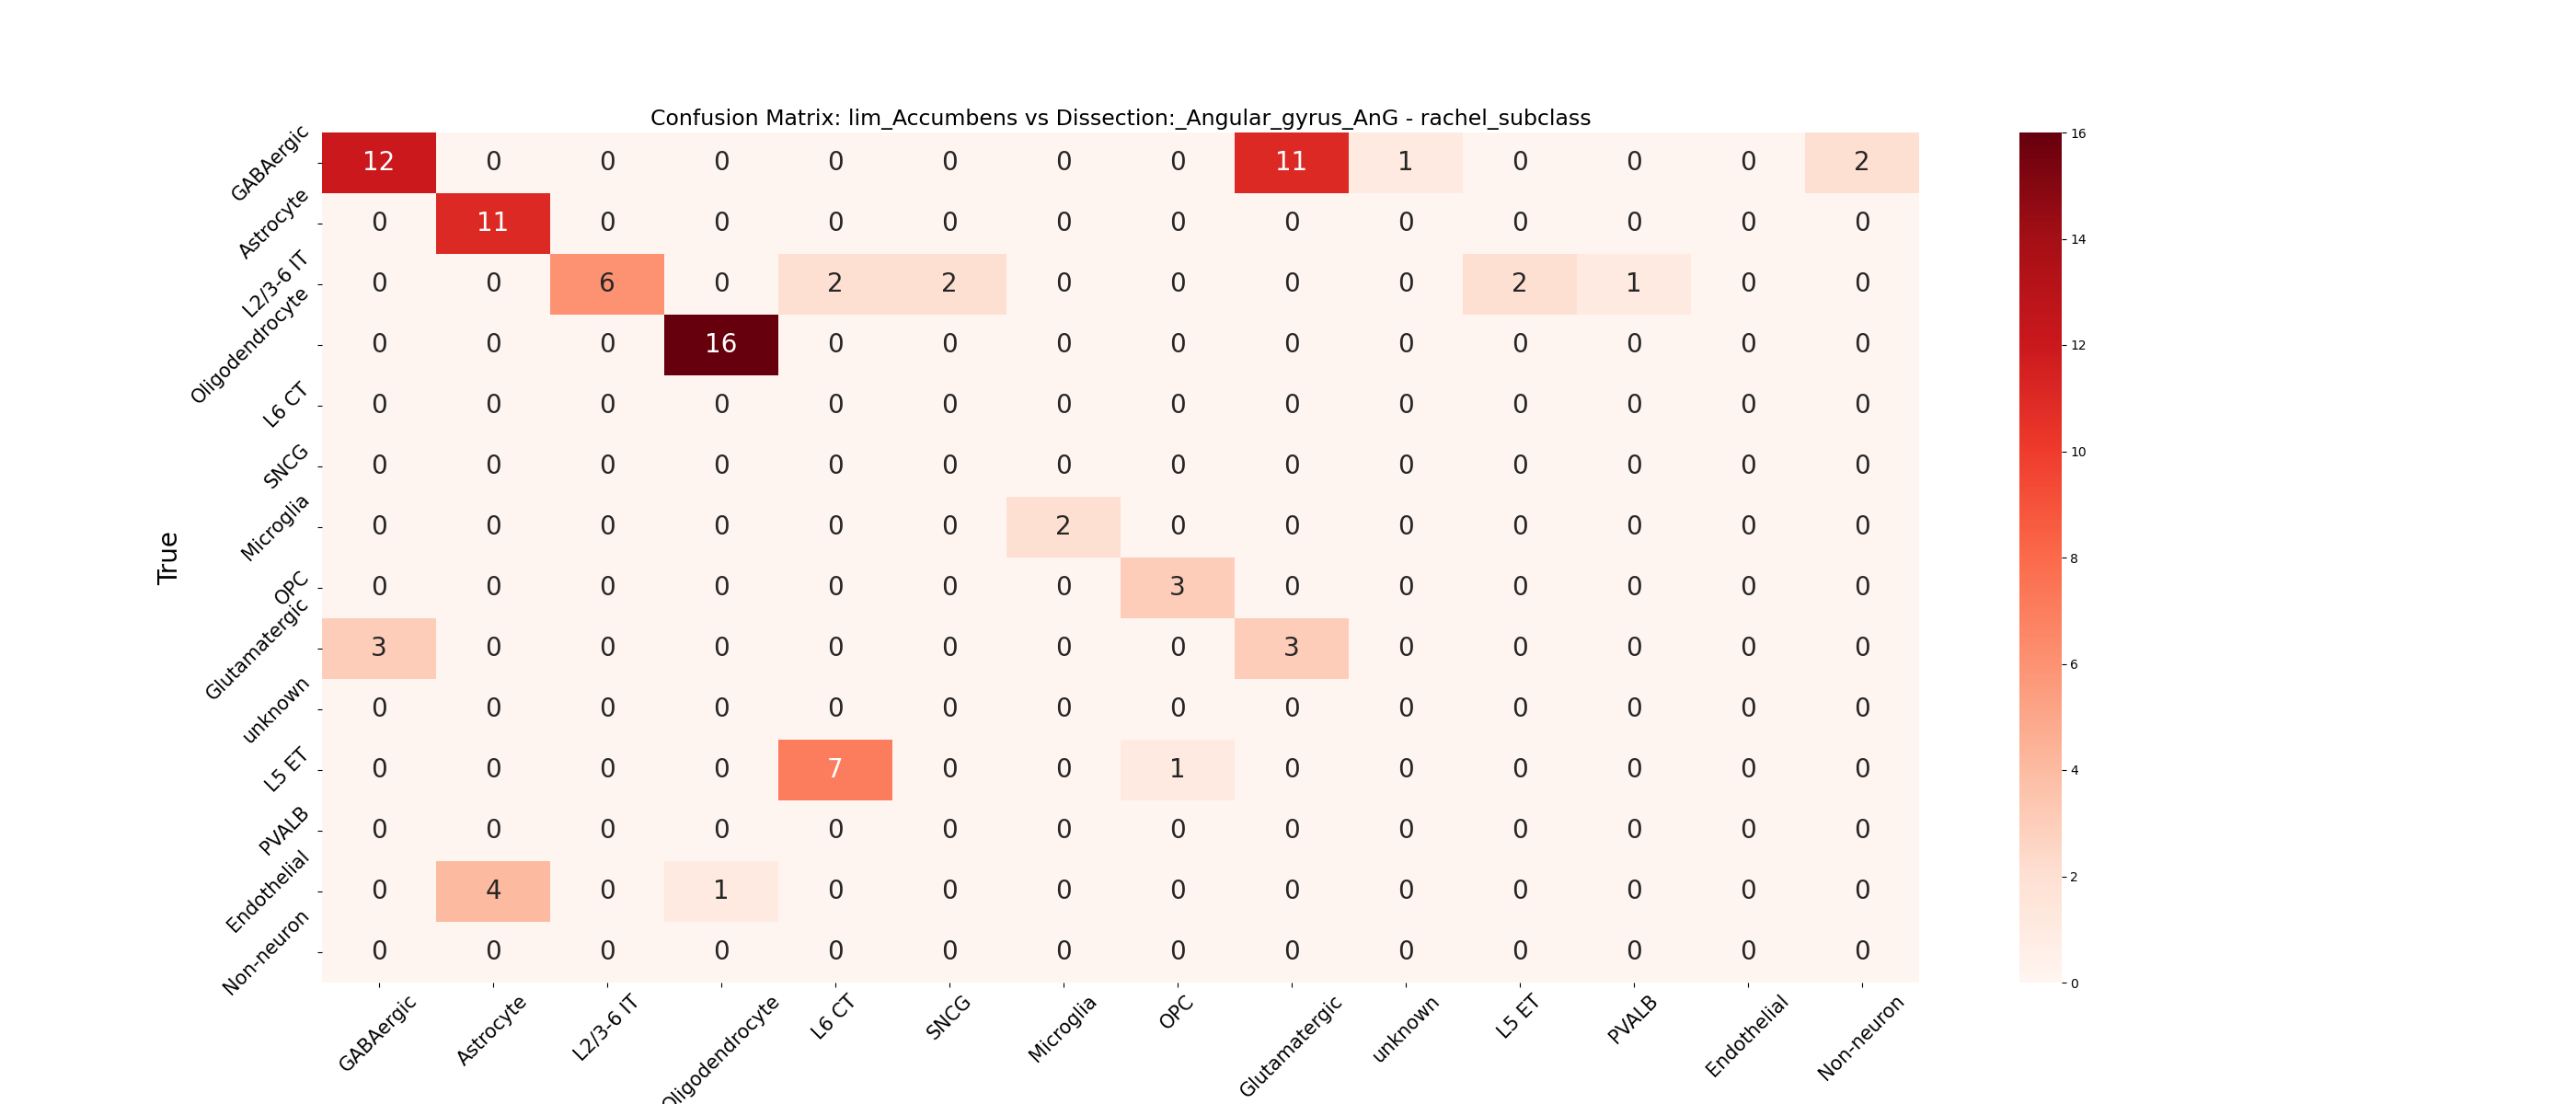 Confusion Matrix: lim_Accumbens vs Dissection:_Angular_gyrus_AnG - rachel_subclass
GABAergic 12 0 0 0 0 0 0 0 11 1 0 0 0 2
Astrocyte 0 11 0 0 0 0 0 0 0 0 0 0 0 0
L2/3-6 IT 0 0 6 0 2 2 0 0 0 0 2 1 0 0
Oligodendrocyte 0 0 0 16 0 0 0 0 0 0 0 0 0 0
L6 CT 0 0 0 0 0 0 0 0 0 0 0 0 0 0
SNCG 0 0 0 0 0 0 0 0 0 0 0 0 0 0
Microglia 0 0 0 0 0 0 2 0 0 0 0 0 0 0
OPC 0 0 0 0 0 0 0 3 0 0 0 0 0 0
Glutamatergic 3 0 0 0 0 0 0 0 3 0 0 0 0 0
unknown 0 0 0 0 0 0 0 0 0 0 0 0 0 0
L5 ET 0 0 0 0 7 0 0 1 0 0 0 0 0 0
PVALB 0 0 0 0 0 0 0 0 0 0 0 0 0 0
Endothelial 0 4 0 1 0 0 0 0 0 0 0 0 0 0
Non-neuron 0 0 0 0 0 0 0 0 0 0 0 0 0 0
True
GABAergic Astrocyte L2/3-6 IT Oligodendrocyte L6 CT SNCG Microglia OPC Glutamatergic unknown L5 ET PVALB Endothelial Non-neuron
16
14
12
10
8
6
4
2
0